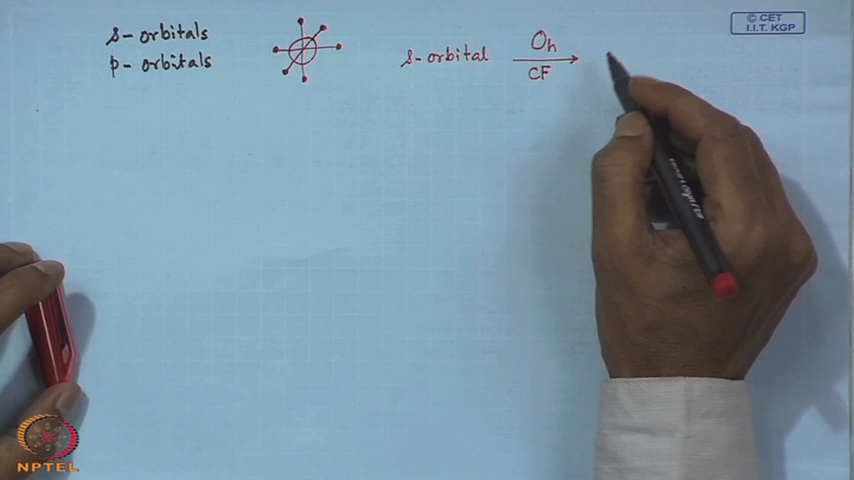 s-orbitals
p-orbitals
s-orbital
Oh
CF
© CET
I.I.T. KGP
NPTEL